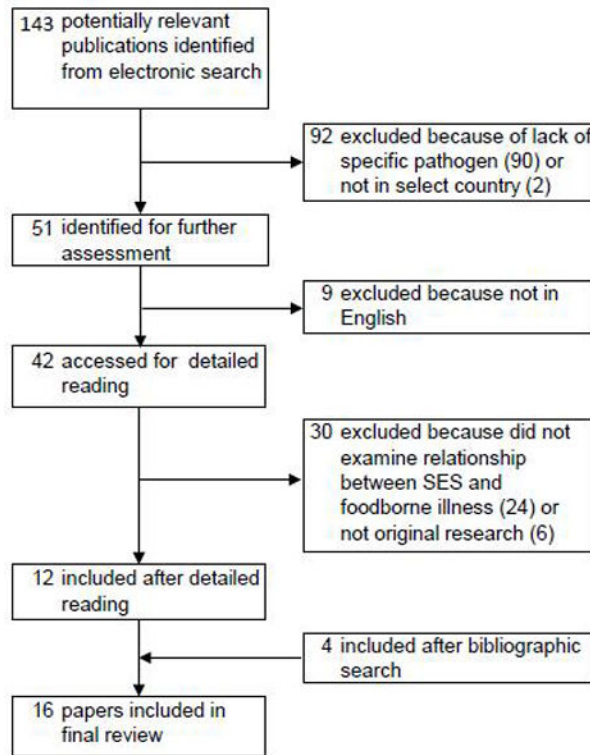 143 potentially relevant
publications identified
from electronic search
92 excluded because of lack of
specific pathogen (90) or
not in select country (2)
51 identified for further
assessment
9 excluded because not in
English
42 accessed for detailed
reading
30 excluded because did not
examine relationship
between SES and
foodborne illness (24) or
not original research (6)
12 included after detailed
reading
4 included after bibliographic
search
16 papers included in
final review